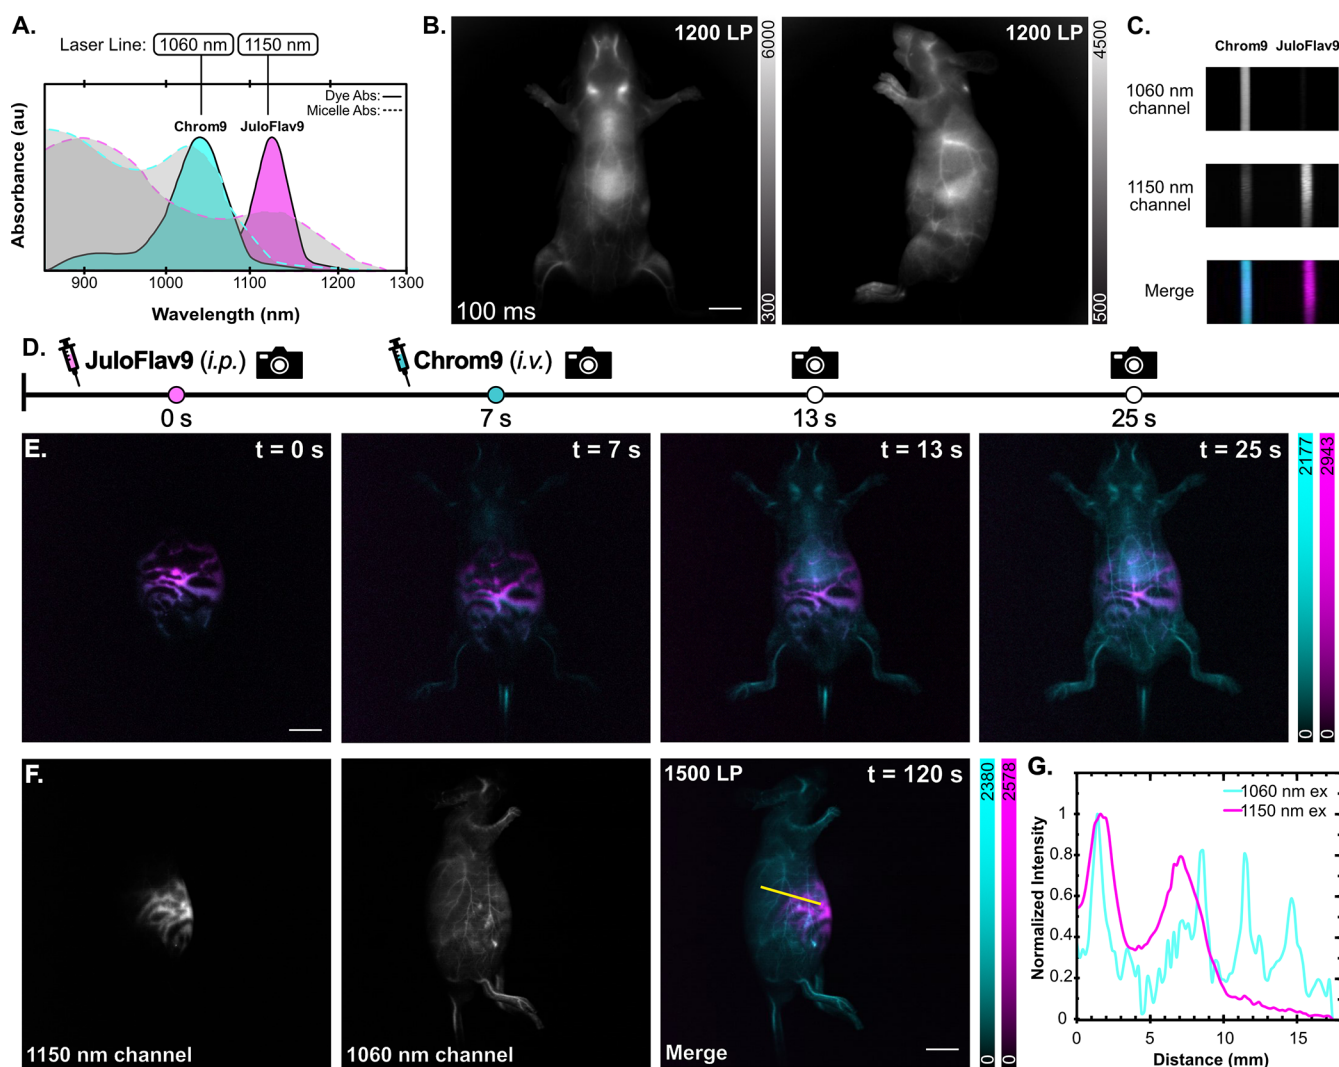 A.
Laser Line: 1060 nm 1150 nm
Dye Abs:
Micelle Abs:
Chrom9 JuloFlav9
Absorbance (au)
900 1000 1100 1200 1300
Wavelength (nm)
B.
1200 LP
6000
300
100 ms
1200 LP
4500
500
C.
Chrom9 JuloFlav9
1060 nm
channel
1150 nm
channel
Merge
D.
JuloFlav9 (i.p.)
Chrom9 (i.v.)
0 s 7 s 13 s 25 s
E.
t = 0 s
t = 7 s
t = 13 s
t = 25 s
2177
2943
0
0
F.
1150 nm channel
1060 nm channel
1500 LP
t = 120 s
Merge
2380
2578
0
0
G.
1060 nm ex
1150 nm ex
Normalized Intensity
1
0.8
0.6
0.4
0.2
0
0 5 10 15
Distance (mm)